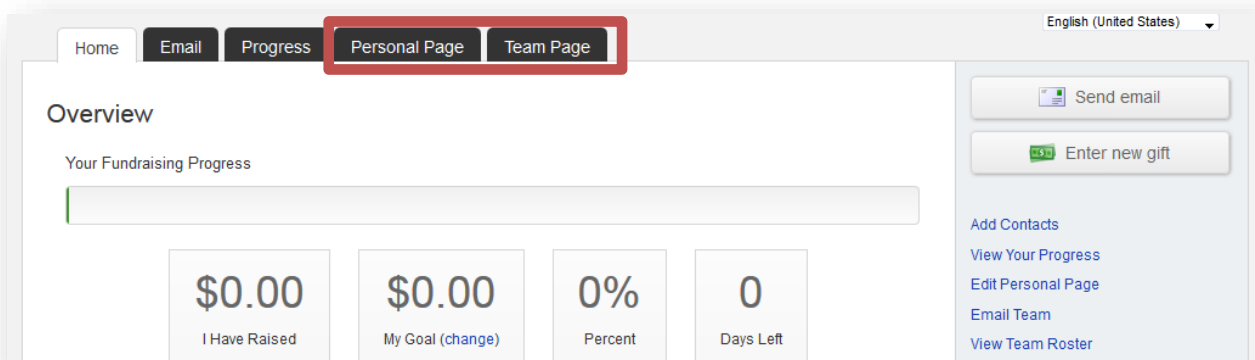 English (United States)
Home Email Progress Personal Page Team Page
Overview
Your Fundraising Progress
$0.00 $0.00 0% 0
I Have Raised My Goal (change) Percent Days Left
Send email
Enter new gift
Add Contacts
View Your Progress
Edit Personal Page
Email Team
View Team Roster